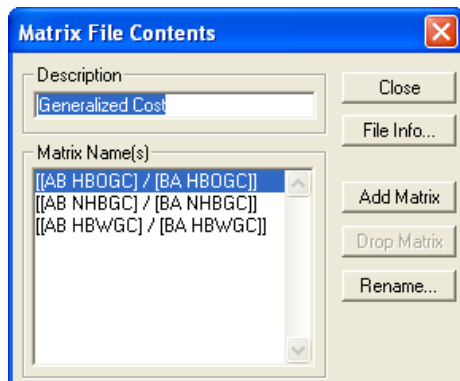 Matrix File Contents
Description
Generalized Cost
Close
File Info...
Matrix Name(s)
[[AB HBOGC] / [BA HBOGC]]
[[AB NHBGC] / [BA NHBGC]]
[[AB HBWGC] / [BA HBWGC]]
Add Matrix
Drop Matrix
Rename...